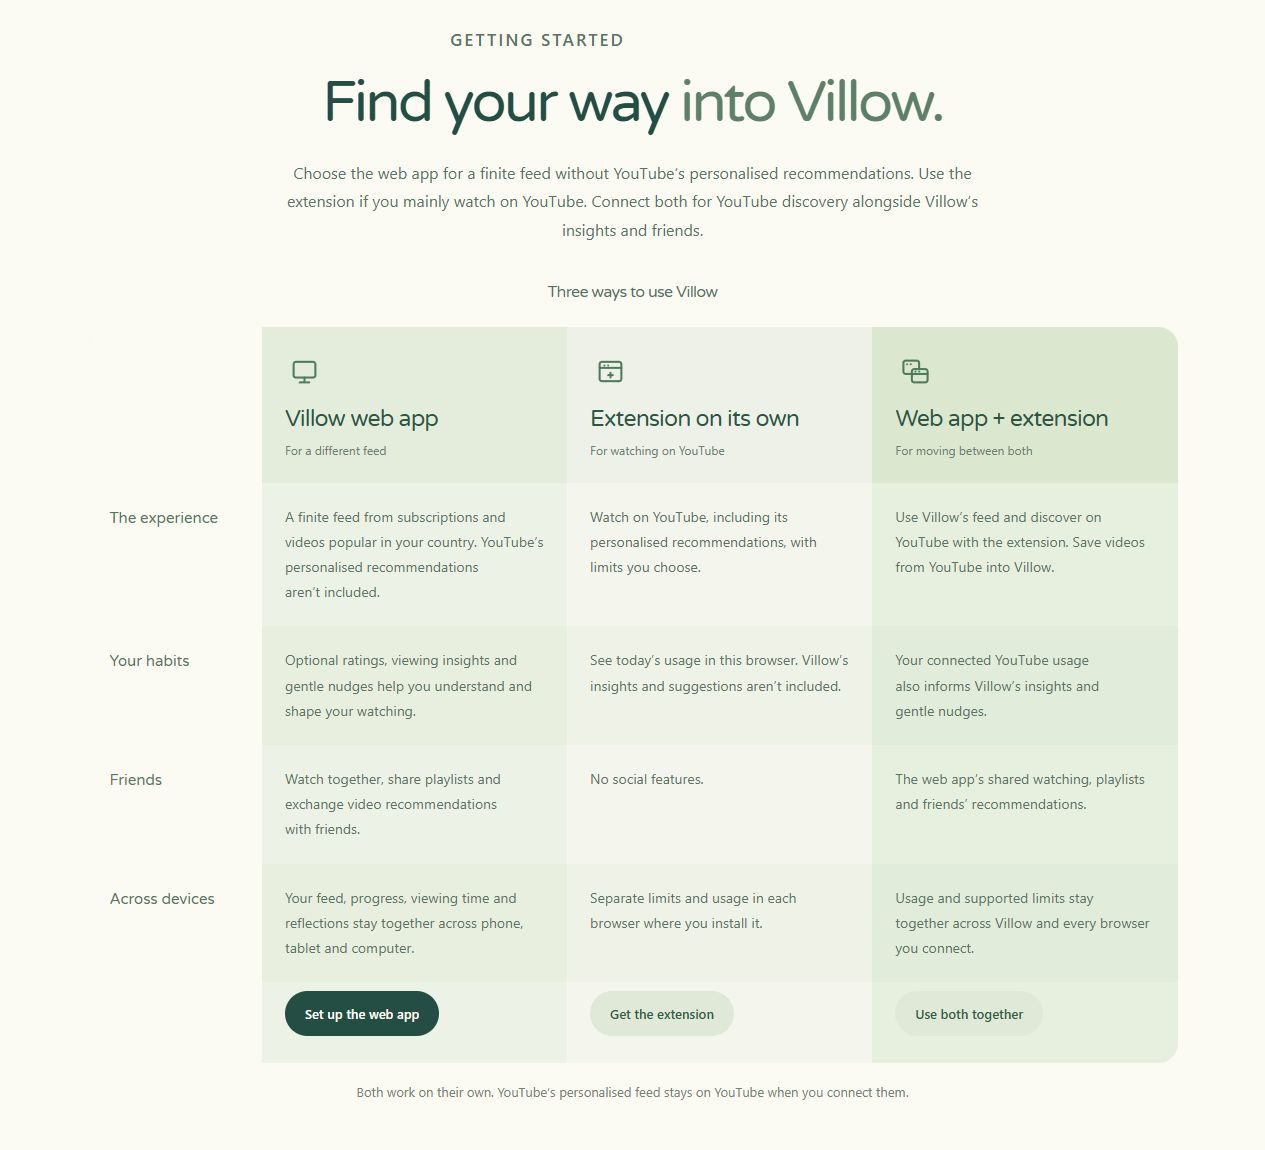 GETTING STARTED
Find your way into Villow.
Choose the web app for a finite feed without YouTube's personalised recommendations. Use the
extension if you mainly watch on YouTube. Connect both for YouTube discovery alongside Villow's
insights and friends.
Three ways to use Villow
Villow web app
For a different feed
Extension on its own
For watching on YouTube
Web app + extension
For moving between both
The experience
A finite feed from subscriptions and
videos popular in your country. YouTube's
personalised recommendations
aren't included.
Watch on YouTube, including its
personalised recommendations, with
limits you choose.
Use Villow's feed and discover on
YouTube with the extension. Save videos
from YouTube into Villow.
Your habits
Optional ratings, viewing insights and
gentle nudges help you understand and
shape your watching.
See today's usage in this browser. Villow's
insights and suggestions aren't included.
Your connected YouTube usage
also informs Villow's insights and
gentle nudges.
Friends
Watch together, share playlists and
exchange video recommendations
with friends.
No social features.
The web app's shared watching, playlists
and friends' recommendations.
Across devices
Your feed, progress, viewing time and
reflections stay together across phone,
tablet and computer.
Separate limits and usage in each
browser where you install it.
Usage and supported limits stay
together across Villow and every browser
you connect.
Set up the web app
Get the extension
Use both together
Both work on their own. YouTube's personalised feed stays on YouTube when you connect them.